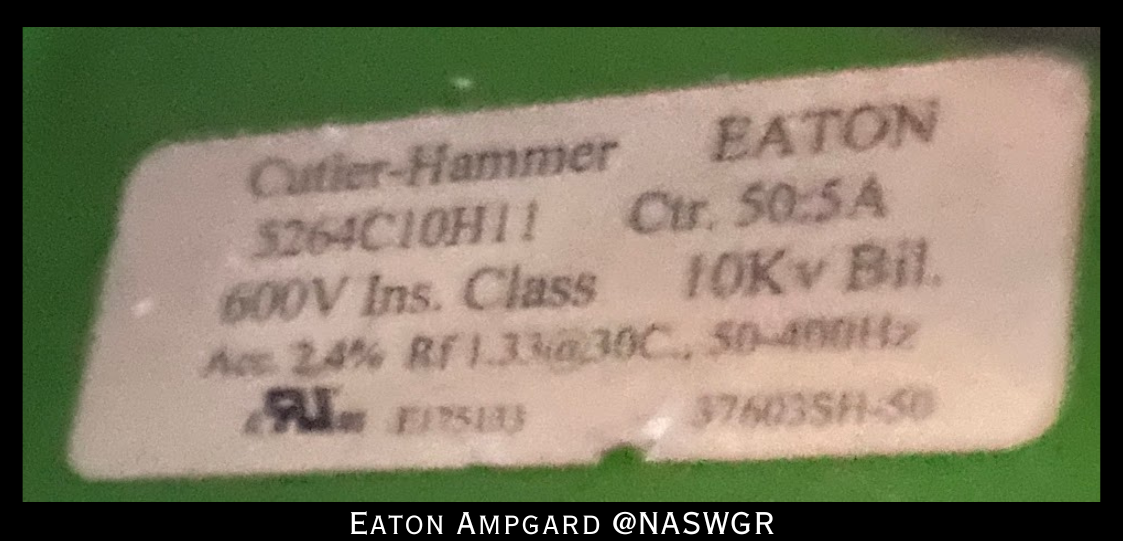 Cutler-Hammer EATON
5264C10H11 Ctr. 50:5A
600V Ins. Class 10Kv Bil.
Acc. 2.4% RF 1.33@30C., 50-400Hz
37603SH-50
EATON AMPGARD @NASWGR